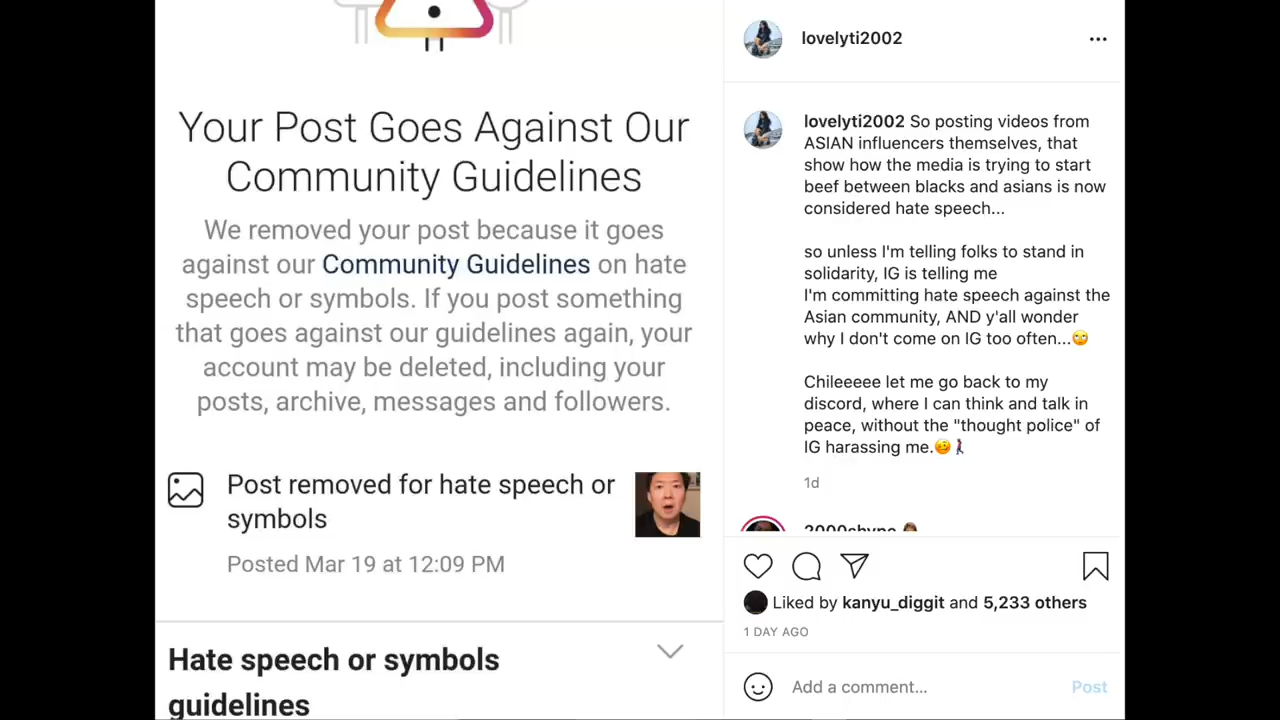 Your Post Goes Against Our
Community Guidelines
We removed your post because it goes
against our Community Guidelines on hate
speech or symbols. If you post something
that goes against our guidelines again, your
account may be deleted, including your
posts, archive, messages and followers.
Post removed for hate speech or
symbols
Posted Mar 19 at 12:09 PM
Hate speech or symbols
guidelines
lovelyti2002
lovelyti2002 So posting videos from
ASIAN influencers themselves, that
show how the media is trying to start
beef between blacks and asians is now
considered hate speech...
so unless I'm telling folks to stand in
solidarity, IG is telling me
I'm committing hate speech against the
Asian community, AND y'all wonder
why I don't come on IG too often...🙄
Chileeeee let me go back to my
discord, where I can think and talk in
peace, without the "thought police" of
IG harassing me.🥴🚶🏾‍♀️
1d
2000shype
Liked by kanyu_diggit and 5,233 others
1 DAY AGO
Add a comment... Post